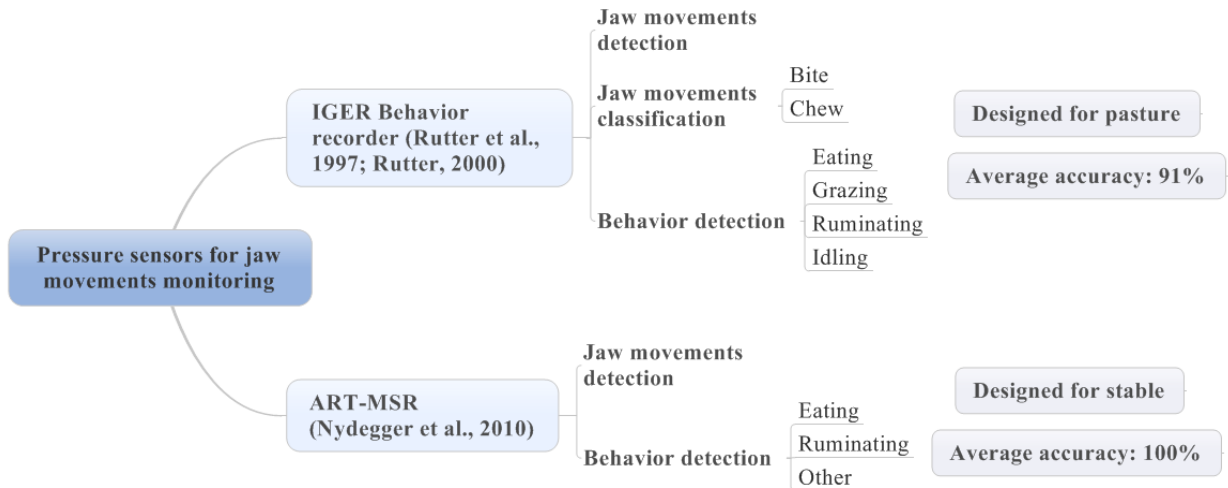 Pressure sensors for jaw
movements monitoring
IGER Behavior
recorder (Rutter et al.,
1997; Rutter, 2000)
Jaw movements
detection
Jaw movements
classification
Bite
Chew
Behavior detection
Eating
Grazing
Ruminating
Idling
Designed for pasture
Average accuracy: 91%
ART-MSR
(Nydegger et al., 2010)
Jaw movements
detection
Behavior detection
Eating
Ruminating
Other
Designed for stable
Average accuracy: 100%